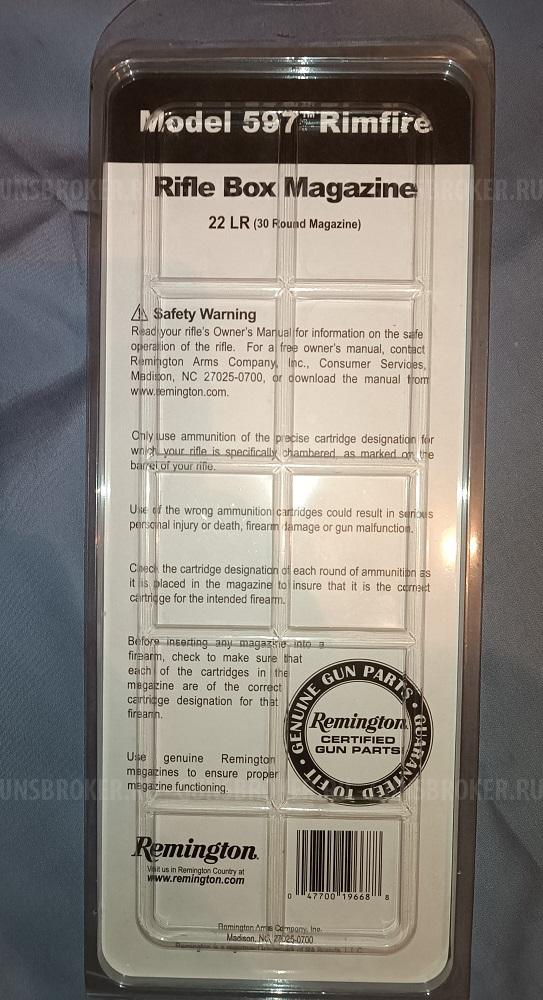 Model 597™ Rimfire
Rifle Box Magazine
22 LR (30 Round Magazine)
Safety Warning
Read your rifle's Owner's Manual for information on the safe
operation of the rifle. For a free owner's manual, contact
Remington Arms Company, Inc., Consumer Services,
Madison, NC 27025-0700, or download the manual from
www.remington.com.
Only use ammunition of the precise cartridge designation for
which your rifle is specifically chambered, as marked on the
barrel of your rifle.
Use of the wrong ammunition cartridges could result in serious
personal injury or death, firearm damage or gun malfunction.
Check the cartridge designation of each round of ammunition as
it is placed in the magazine to insure that it is the correct
cartridge for the intended firearm.
Before inserting any magazine into a
firearm, check to make sure that
each of the cartridges in the
magazine are of the correct
cartridge designation for that
firearm.
Use genuine Remington
magazines to ensure proper
magazine functioning.
GENUINE GUN PARTS • GUARANTEED TO FIT •
Remington
CERTIFIED
GUN PARTS
Remington.
Visit us in Remington Country at
www.remington.com
0 47700 19668 8
Remington Arms Company, Inc.
Madison, NC 27025-0700
UNSBROKER.RU
UNSBROKER.RU